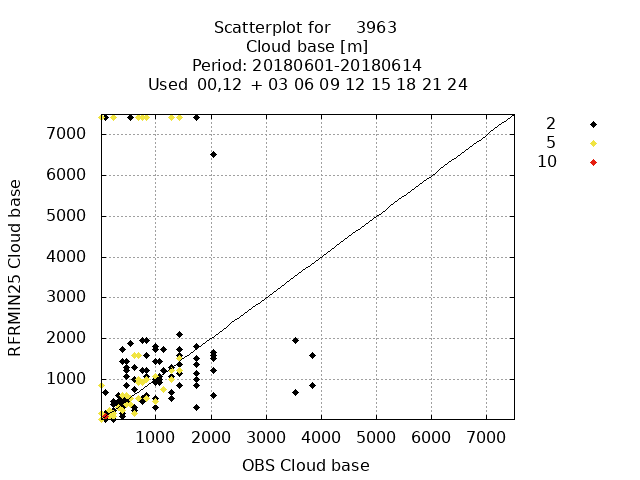 Scatterplot for 3963
Cloud base [m]
Period: 20180601-20180614
Used 00,12 + 03 06 09 12 15 18 21 24
2
5
10
7000
6000
5000
4000
3000
2000
1000
RFRMIN25 Cloud base
1000 2000 3000 4000 5000 6000 7000
OBS Cloud base